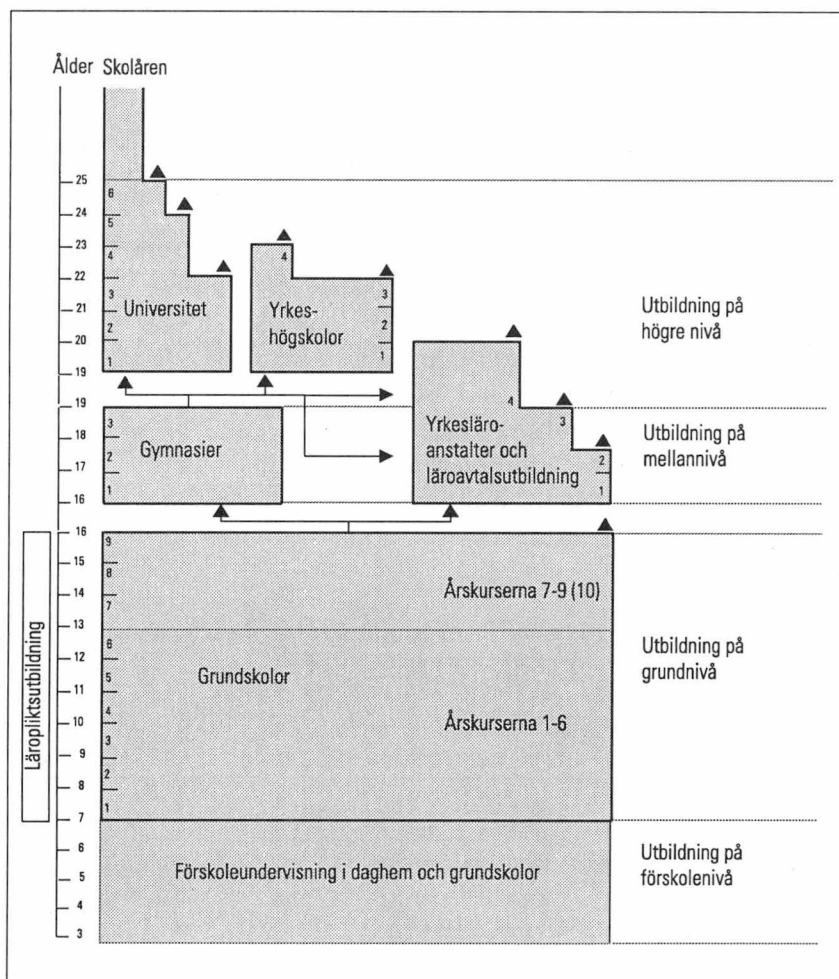 Ålder Skolåren
25
24
23
22
21
20
19
6
5
4
3
2
1
Universitet
4
3
2
1
Yrkes-
högskolor
Utbildning på
högre nivå
19
18
17
16
3
2
1
Gymnasier
4
3
2
1
Yrkesläro-
anstalter och
läroavtalsutbildning
Utbildning på
mellannivå
Läropliktsutbildning
16
15
14
13
12
11
10
9
8
7
9
8
7
6
5
4
3
2
1
Årskurserna 7-9 (10)
Grundskolor
Årskurserna 1-6
Utbildning på
grundnivå
6
5
4
3
Förskoleundervisning i daghem och grundskolor
Utbildning på
förskolenivå